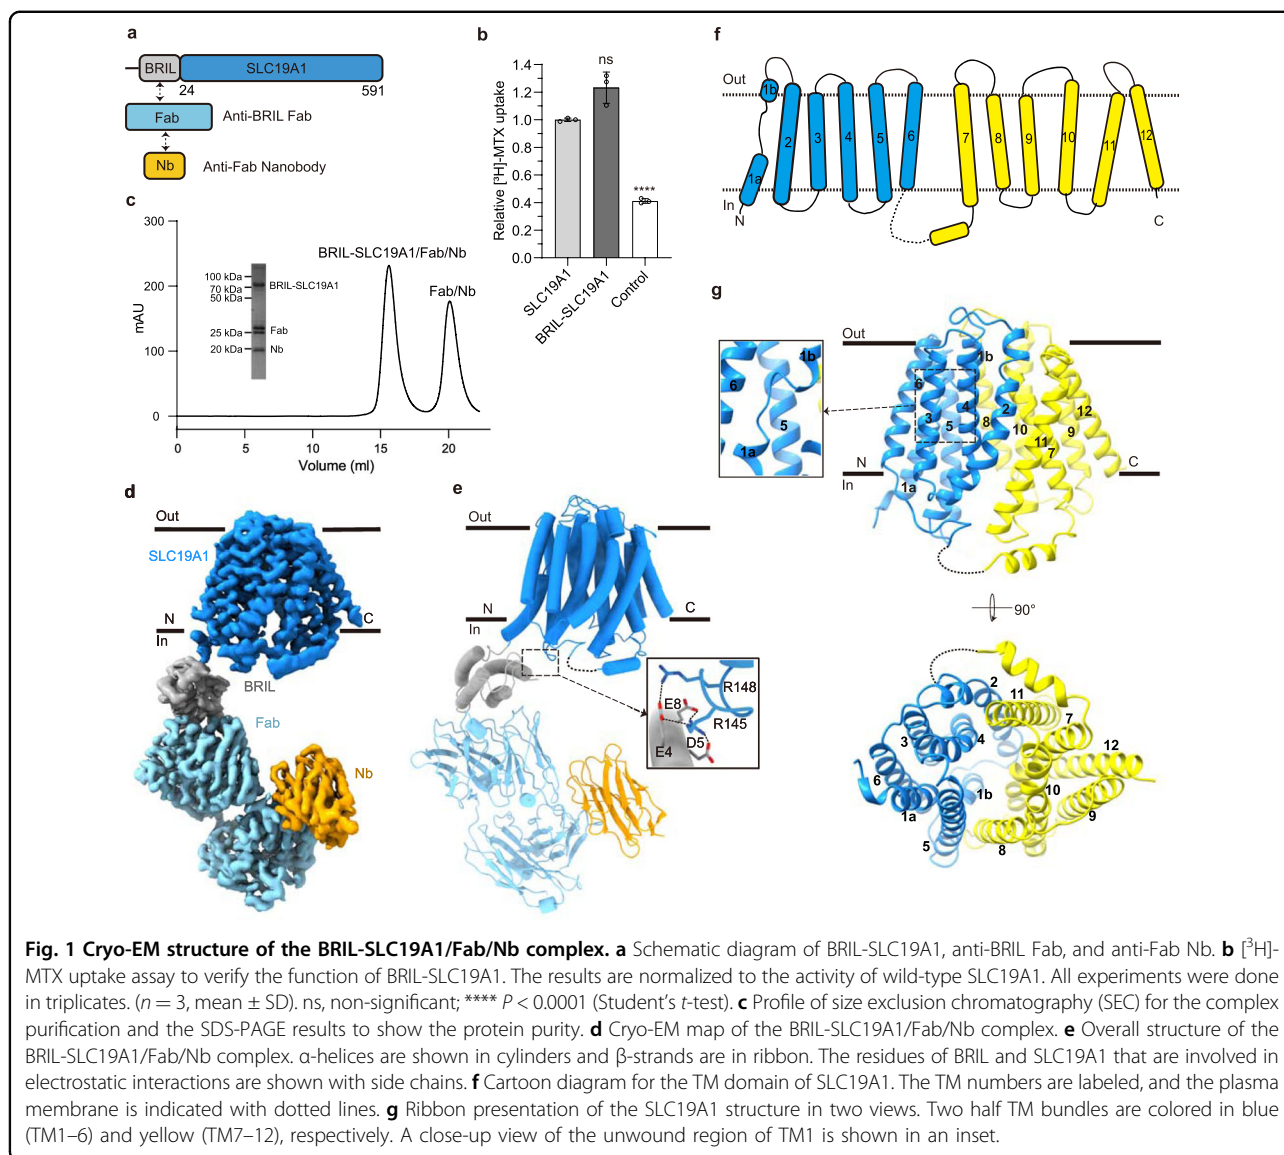 a
BRIL
SLC19A1
24
591
Fab
Anti-BRIL Fab
Nb
Anti-Fab Nanobody
b
Relative [³H]-MTX uptake
1.4
1.2
1.0
0.8
0.6
0.4
0.2
0.0
ns
****
SLC19A1
BRIL-SLC19A1
Control
c
mAU
300
200
100
0
0
5
10
15
20
Volume (ml)
BRIL-SLC19A1/Fab/Nb
Fab/Nb
100 kDa
70 kDa
50 kDa
25 kDa
20 kDa
BRIL-SLC19A1
Fab
Nb
d
Out
SLC19A1
N
In
C
BRIL
Fab
Nb
e
Out
N
In
C
R148
E8
R145
D5
E4
f
Out
In
N
C
1a
1b
2
3
4
5
6
7
8
9
10
11
12
g
Out
1b
6
5
1a
1b
6
3
4
5
2
8
10
11
7
9
12
N
In
1a
C
90°
2
11
7
3
4
12
6
1b
10
1a
9
5
8
Fig. 1 Cryo-EM structure of the BRIL-SLC19A1/Fab/Nb complex. a Schematic diagram of BRIL-SLC19A1, anti-BRIL Fab, and anti-Fab Nb. b [³H]-
MTX uptake assay to verify the function of BRIL-SLC19A1. The results are normalized to the activity of wild-type SLC19A1. All experiments were done
in triplicates. (n = 3, mean ± SD). ns, non-significant; **** P < 0.0001 (Student's t-test). c Profile of size exclusion chromatography (SEC) for the complex
purification and the SDS-PAGE results to show the protein purity. d Cryo-EM map of the BRIL-SLC19A1/Fab/Nb complex. e Overall structure of the
BRIL-SLC19A1/Fab/Nb complex. α-helices are shown in cylinders and β-strands are in ribbon. The residues of BRIL and SLC19A1 that are involved in
electrostatic interactions are shown with side chains. f Cartoon diagram for the TM domain of SLC19A1. The TM numbers are labeled, and the plasma
membrane is indicated with dotted lines. g Ribbon presentation of the SLC19A1 structure in two views. Two half TM bundles are colored in blue
(TM1–6) and yellow (TM7–12), respectively. A close-up view of the unwound region of TM1 is shown in an inset.